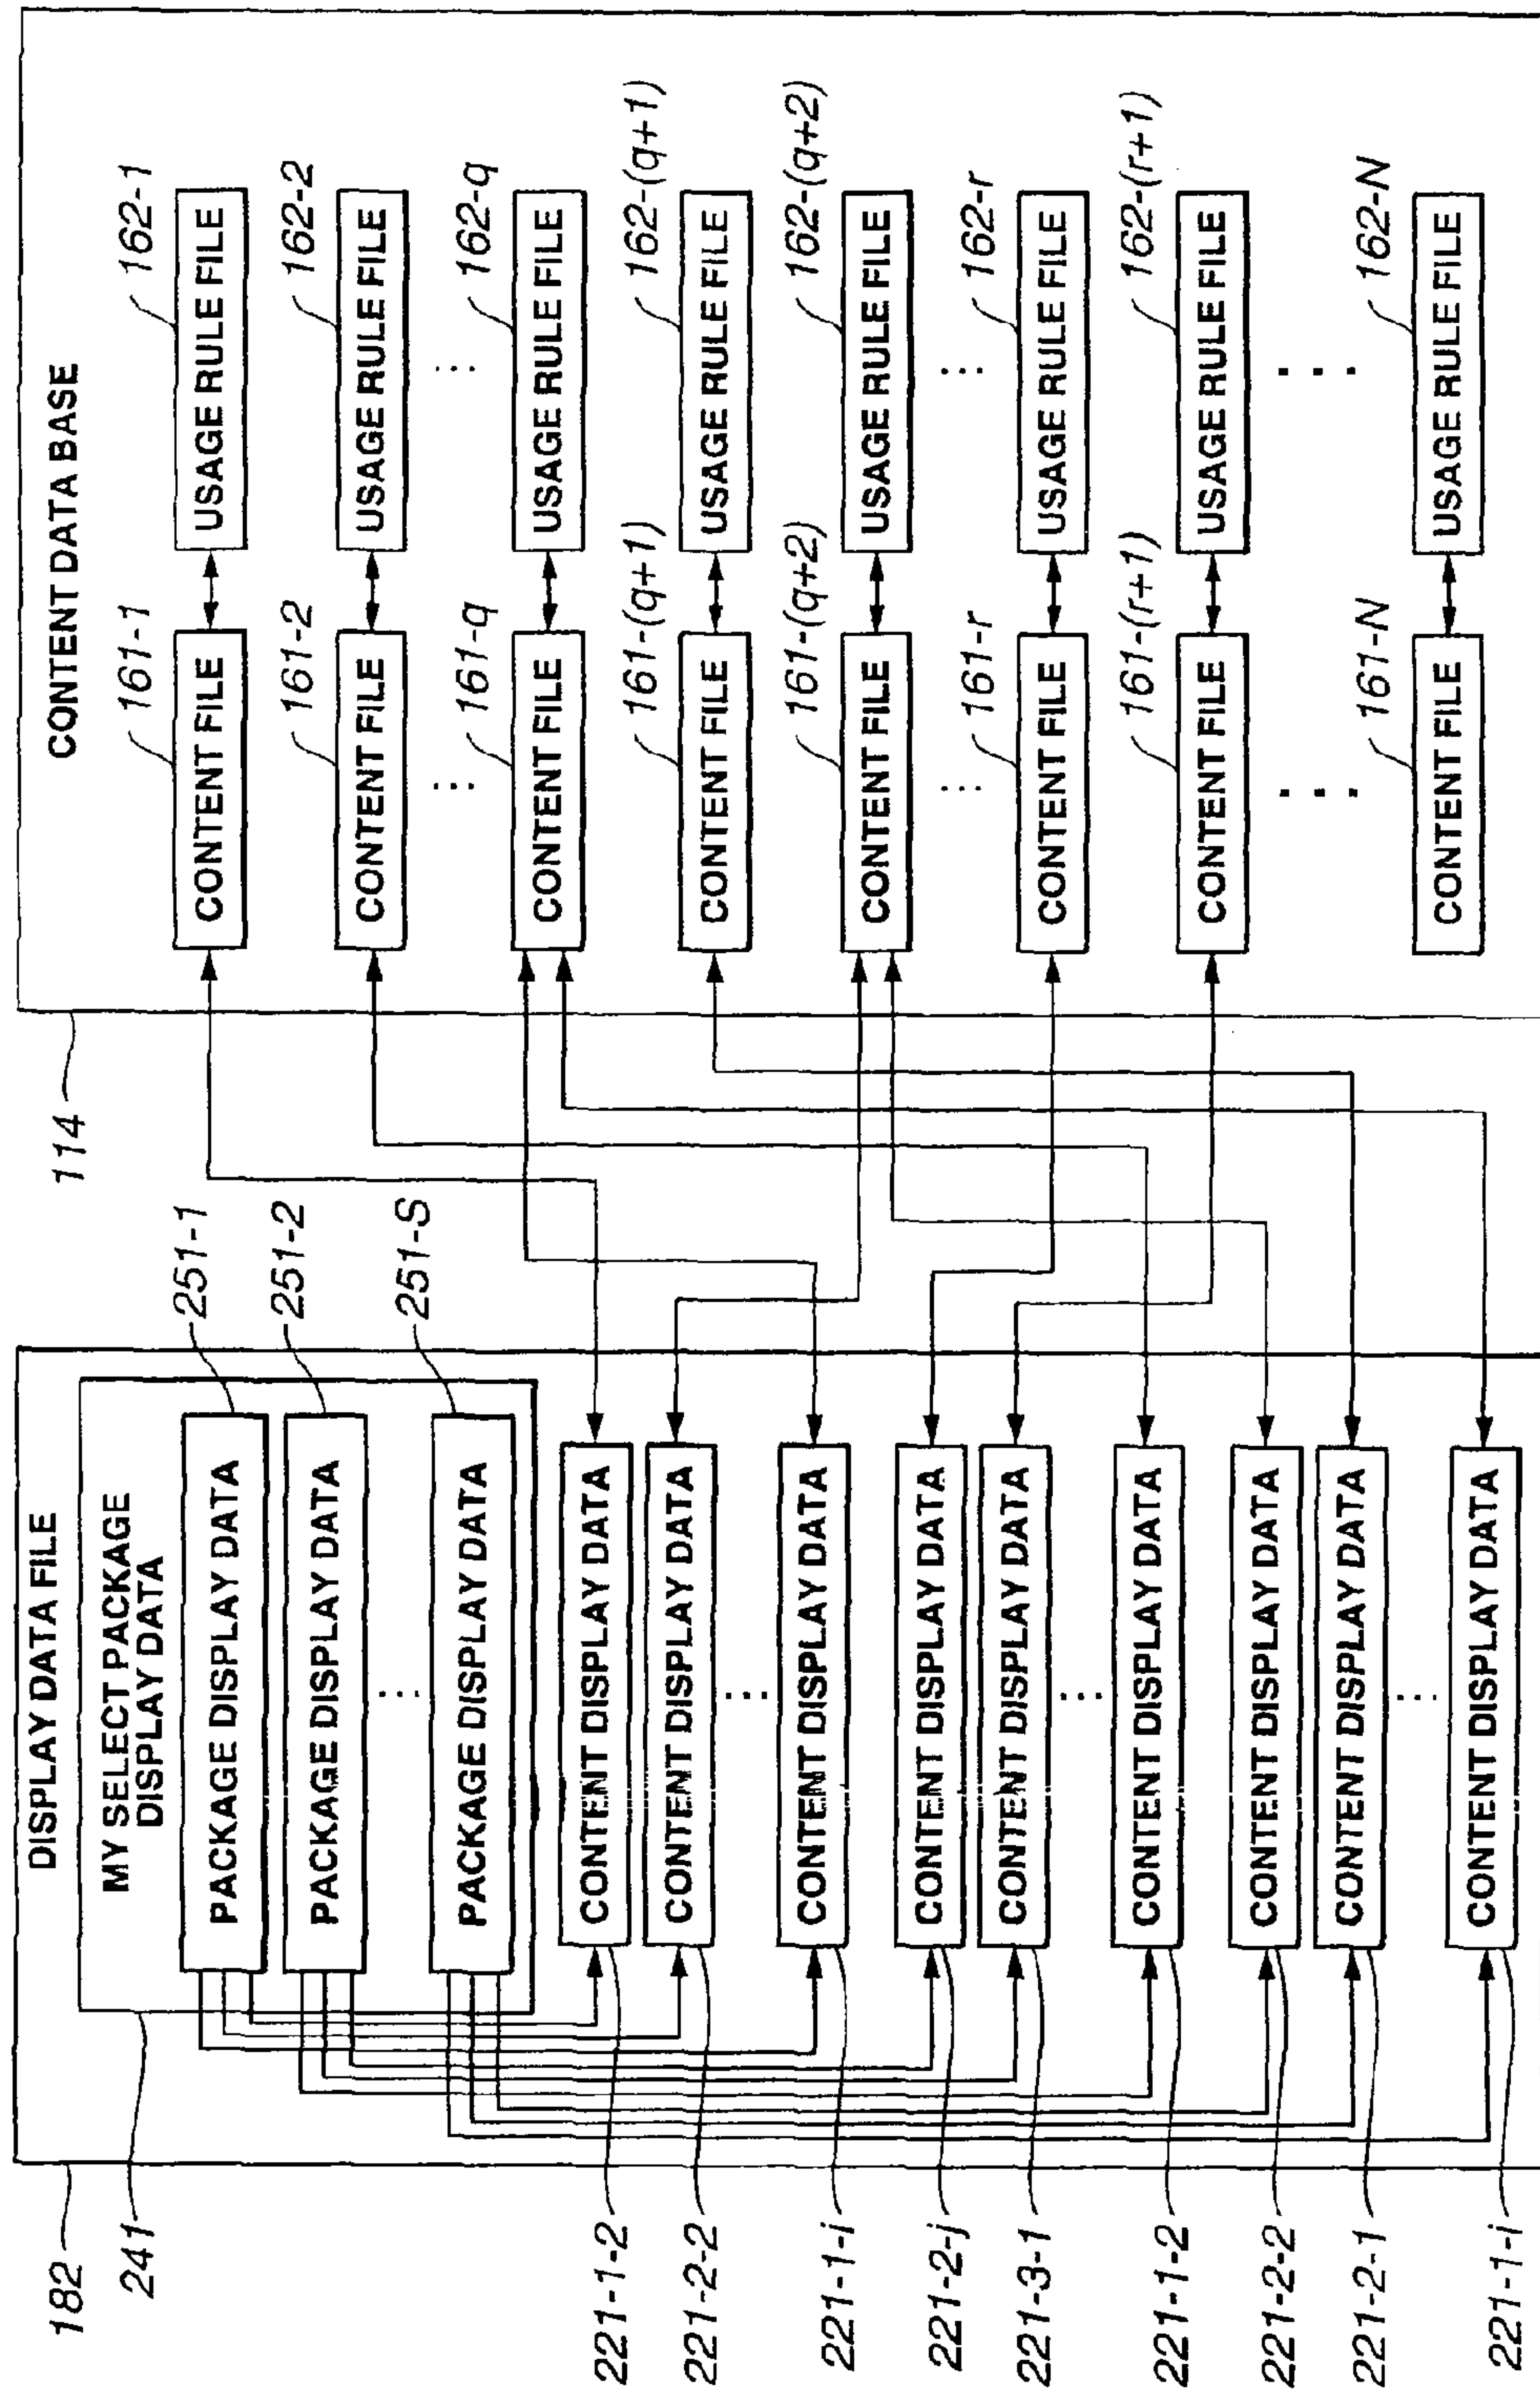 DISPLAY DATA FILE
MY SELECT PACKAGE
DISPLAY DATA
PACKAGE DISPLAY DATA
PACKAGE DISPLAY DATA
...
PACKAGE DISPLAY DATA
CONTENT DISPLAY DATA
CONTENT DISPLAY DATA
...
CONTENT DISPLAY DATA
CONTENT DISPLAY DATA
CONTENT DISPLAY DATA
...
CONTENT DISPLAY DATA
CONTENT DISPLAY DATA
CONTENT DISPLAY DATA
...
CONTENT DISPLAY DATA
182
241
221-1-2
221-2-2
221-1-i
221-2-j
221-3-1
221-1-2
221-2-2
221-2-1
221-1-i
251-1
251-2
251-S
114
CONTENT DATA BASE
161-1
CONTENT FILE
162-1
USAGE RULE FILE
161-2
CONTENT FILE
162-2
USAGE RULE FILE
...
...
161-q
CONTENT FILE
162-q
USAGE RULE FILE
161-(q+1)
CONTENT FILE
162-(q+1)
USAGE RULE FILE
161-(q+2)
CONTENT FILE
162-(q+2)
USAGE RULE FILE
...
...
161-r
CONTENT FILE
162-r
USAGE RULE FILE
161-(r+1)
CONTENT FILE
162-(r+1)
USAGE RULE FILE
...
...
161-N
CONTENT FILE
162-N
USAGE RULE FILE